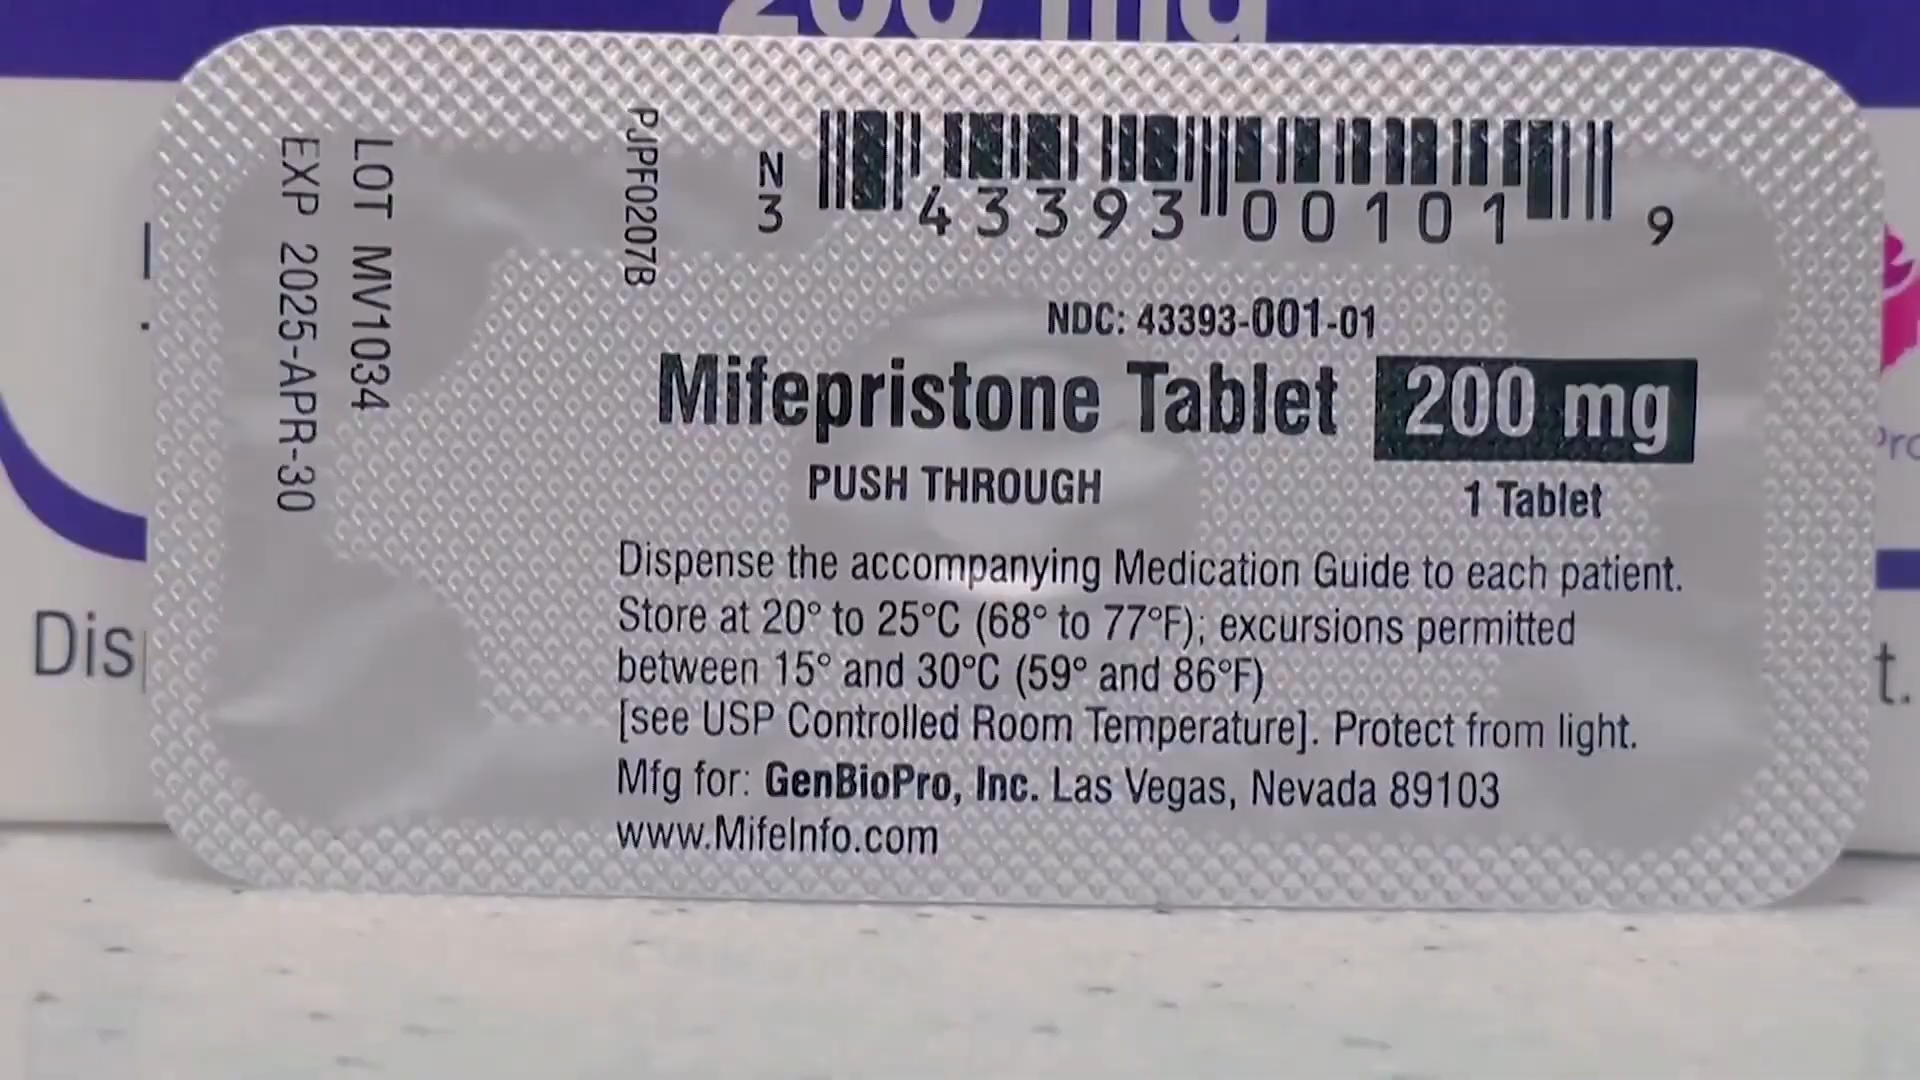 200 mg
LOT MV1034
EXP 2025-APR-30
PJPF0207B
N
3
43393 00101 9
NDC: 43393-001-01
Mifepristone Tablet 200 mg
PUSH THROUGH
1 Tablet
Dispense the accompanying Medication Guide to each patient.
Store at 20° to 25°C (68° to 77°F); excursions permitted
between 15° and 30°C (59° and 86°F)
[see USP Controlled Room Temperature]. Protect from light.
Mfg for: GenBioPro, Inc. Las Vegas, Nevada 89103
www.MifeInfo.com